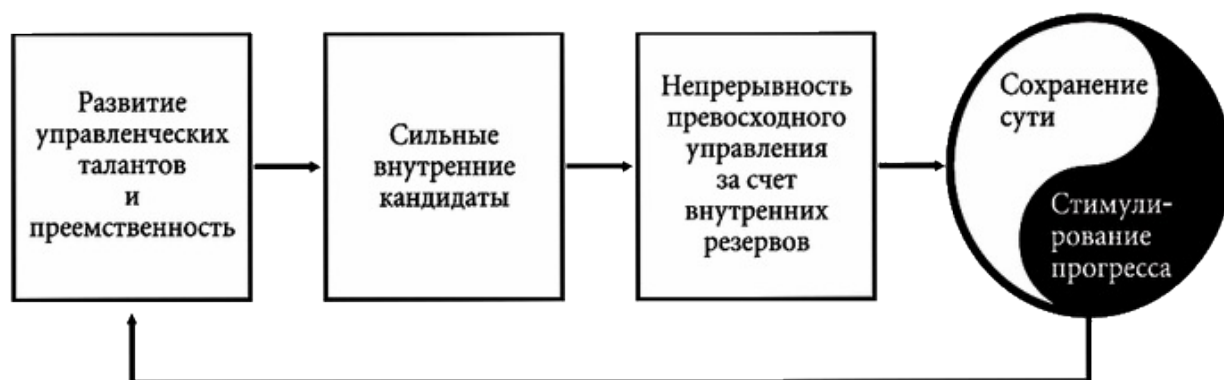 Развитие
управленческих
талантов
и
преемственность
Сильные
внутренние
кандидаты
Непрерывность
превосходного
управления
за счет
внутренних
резервов
Сохранение
сути
Стимули-
рование
прогресса